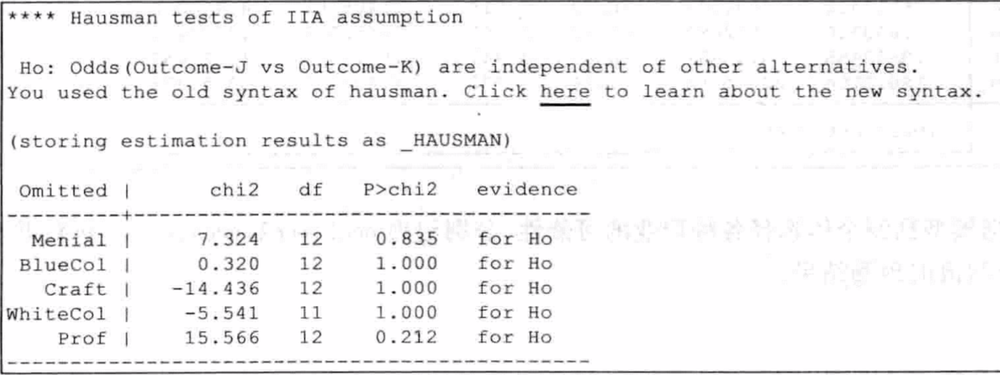 **** Hausman tests of IIA assumption
Ho: Odds(Outcome-J vs Outcome-K) are independent of other alternatives.
You used the old syntax of hausman. Click here to learn about the new syntax.
(storing estimation results as _HAUSMAN)
Omitted | chi2 df P>chi2 evidence
---------+------------------------------------
Menial | 7.324 12 0.835 for Ho
BlueCol | 0.320 12 1.000 for Ho
Craft | -14.436 12 1.000 for Ho
WhiteCol | -5.541 11 1.000 for Ho
Prof | 15.566 12 0.212 for Ho
----------------------------------------------